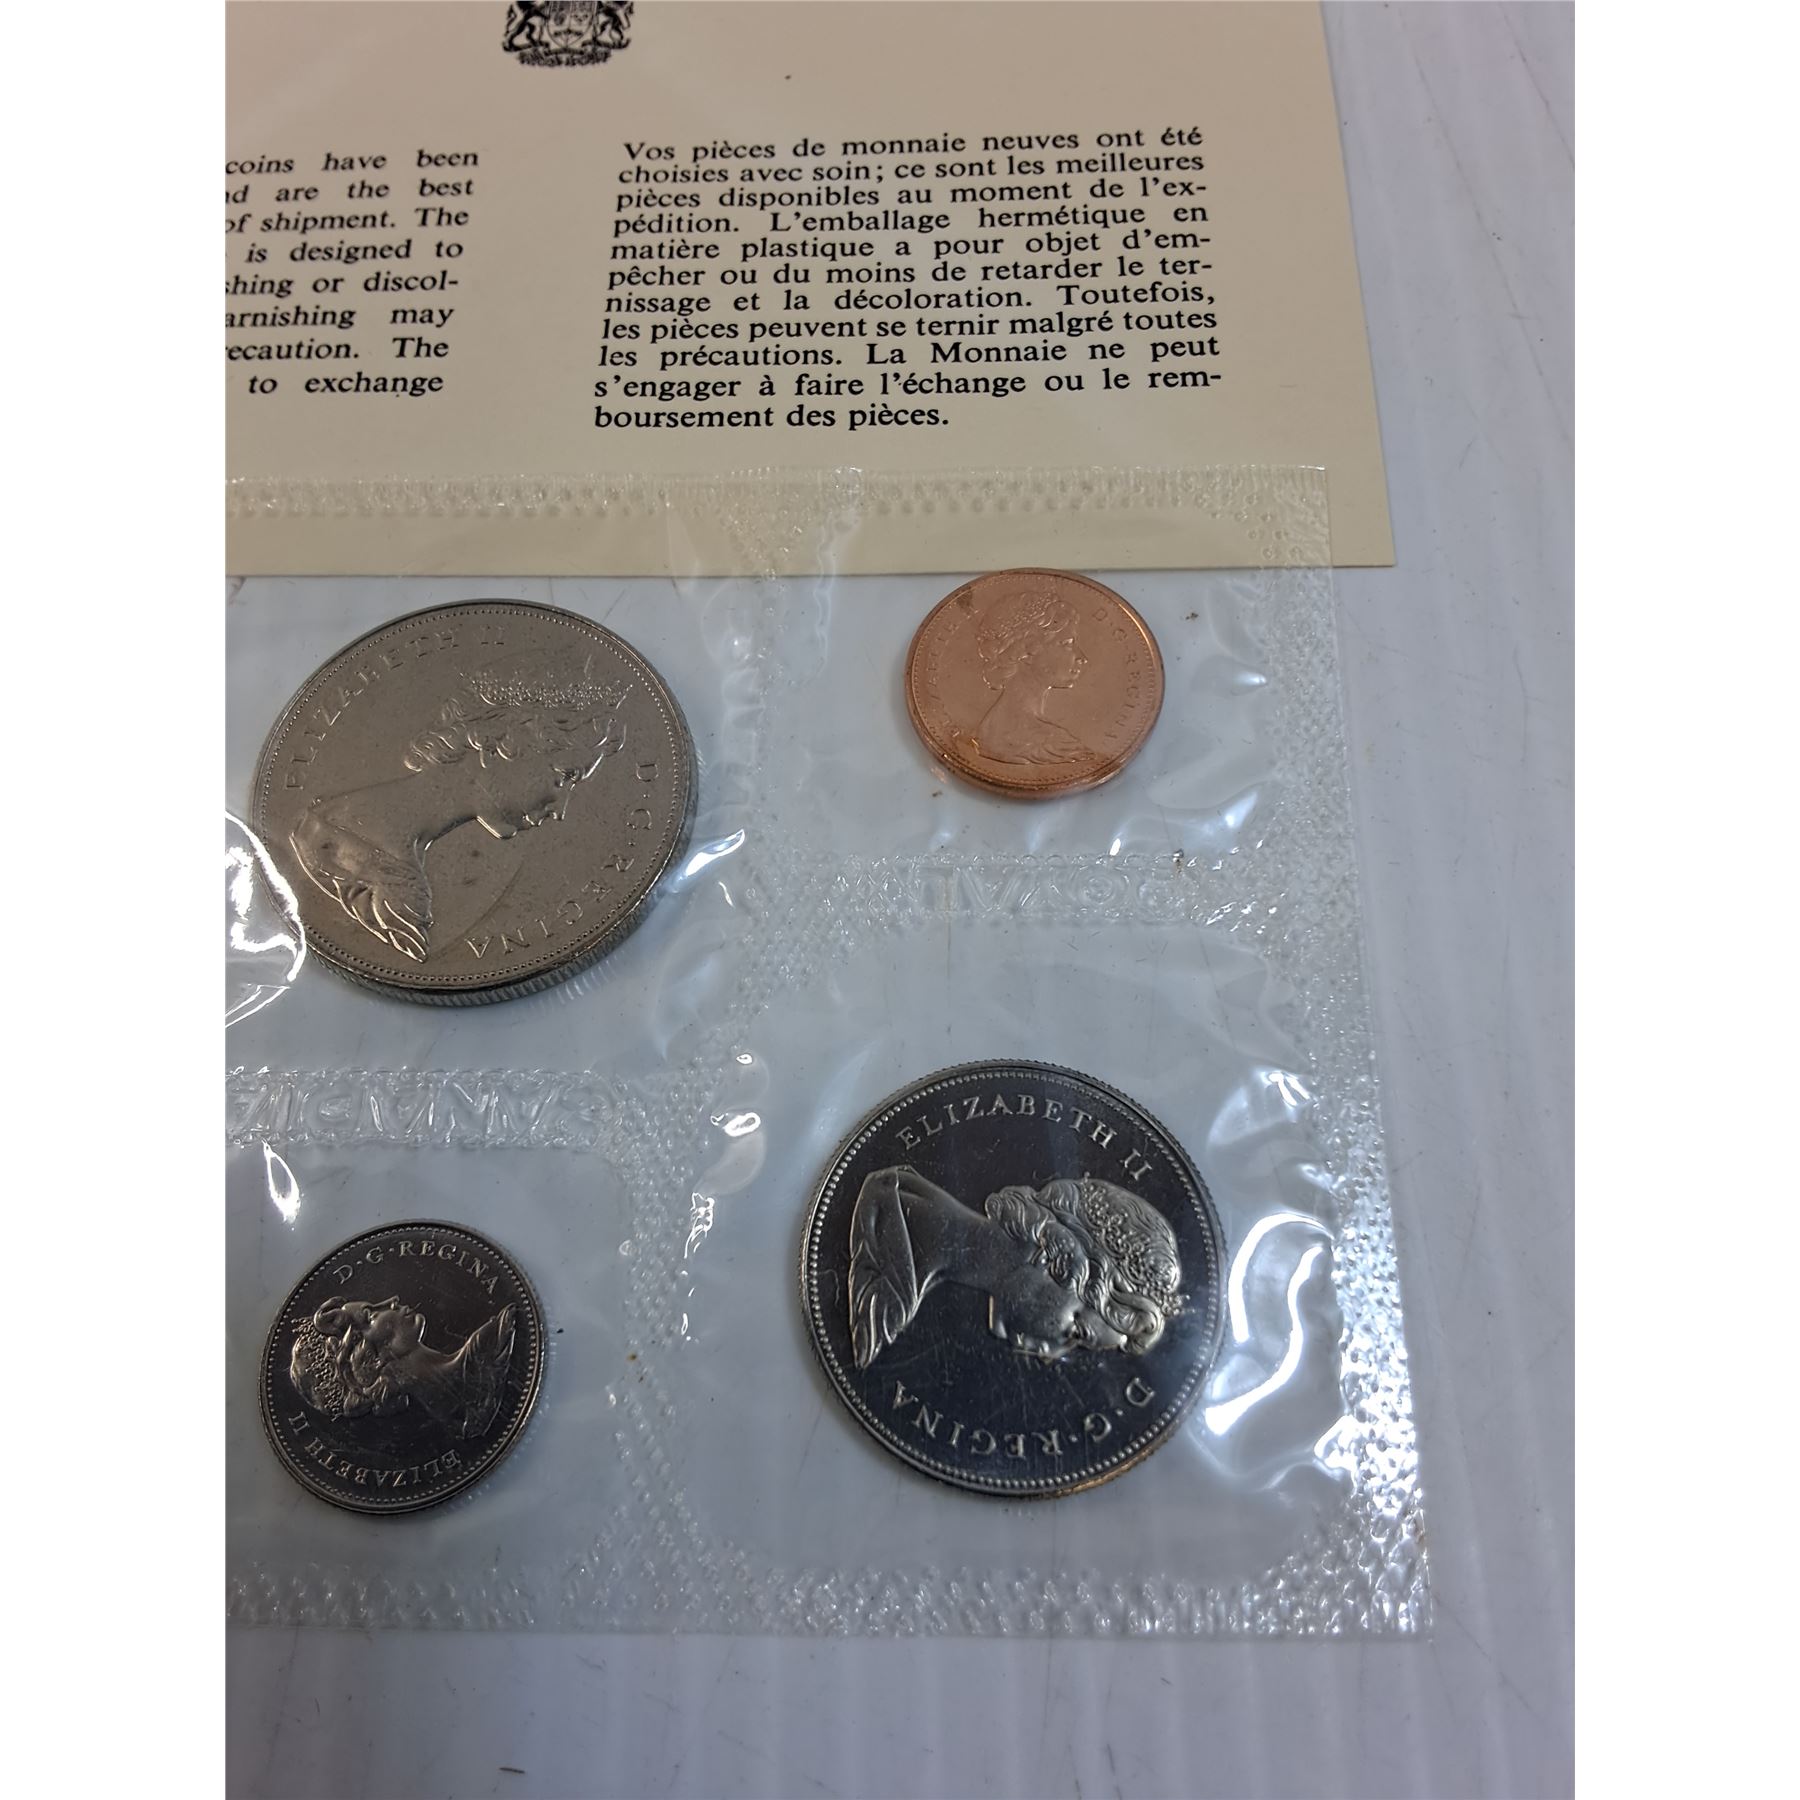 coins have been
nd are the best
of shipment. The
is designed to
shing or discol-
arnishing may
recaution. The
to exchange
Vos pièces de monnaie neuves ont été
choisies avec soin; ce sont les meilleures
pièces disponibles au moment de l'ex-
pédition. L'emballage hermétique en
matière plastique a pour objet d'em-
pêcher ou du moins de retarder le ter-
nissage et la décoloration. Toutefois,
les pièces peuvent se ternir malgré toutes
les précautions. La Monnaie ne peut
s'engager à faire l'échange ou le rem-
boursement des pièces.
ELIZABETH II D·G·REGINA
ELIZABETH II D·G·REGINA
ROYAL
CANADIA
ELIZABETH II D·G·REGINA
ELIZABETH II D·G·REGINA